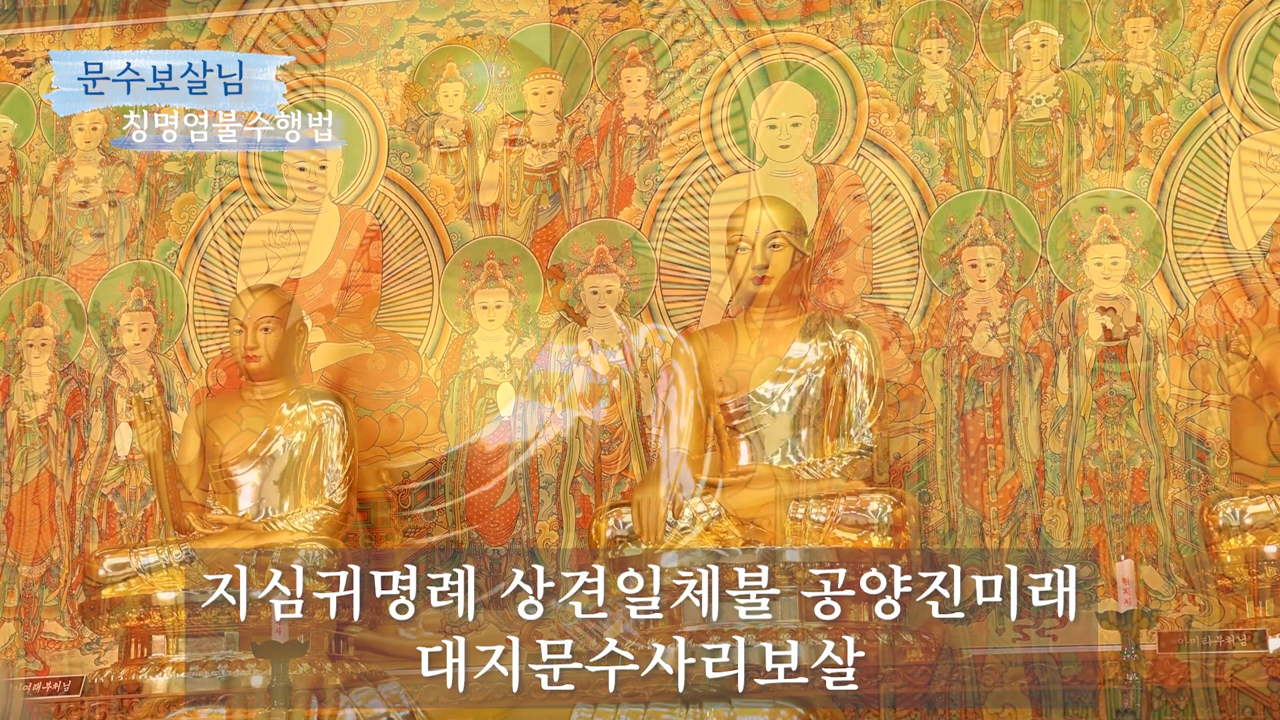 문수보살님
칭명염불수행법
지심귀명례 상견일체불 공양진미래
대지문수사리보살